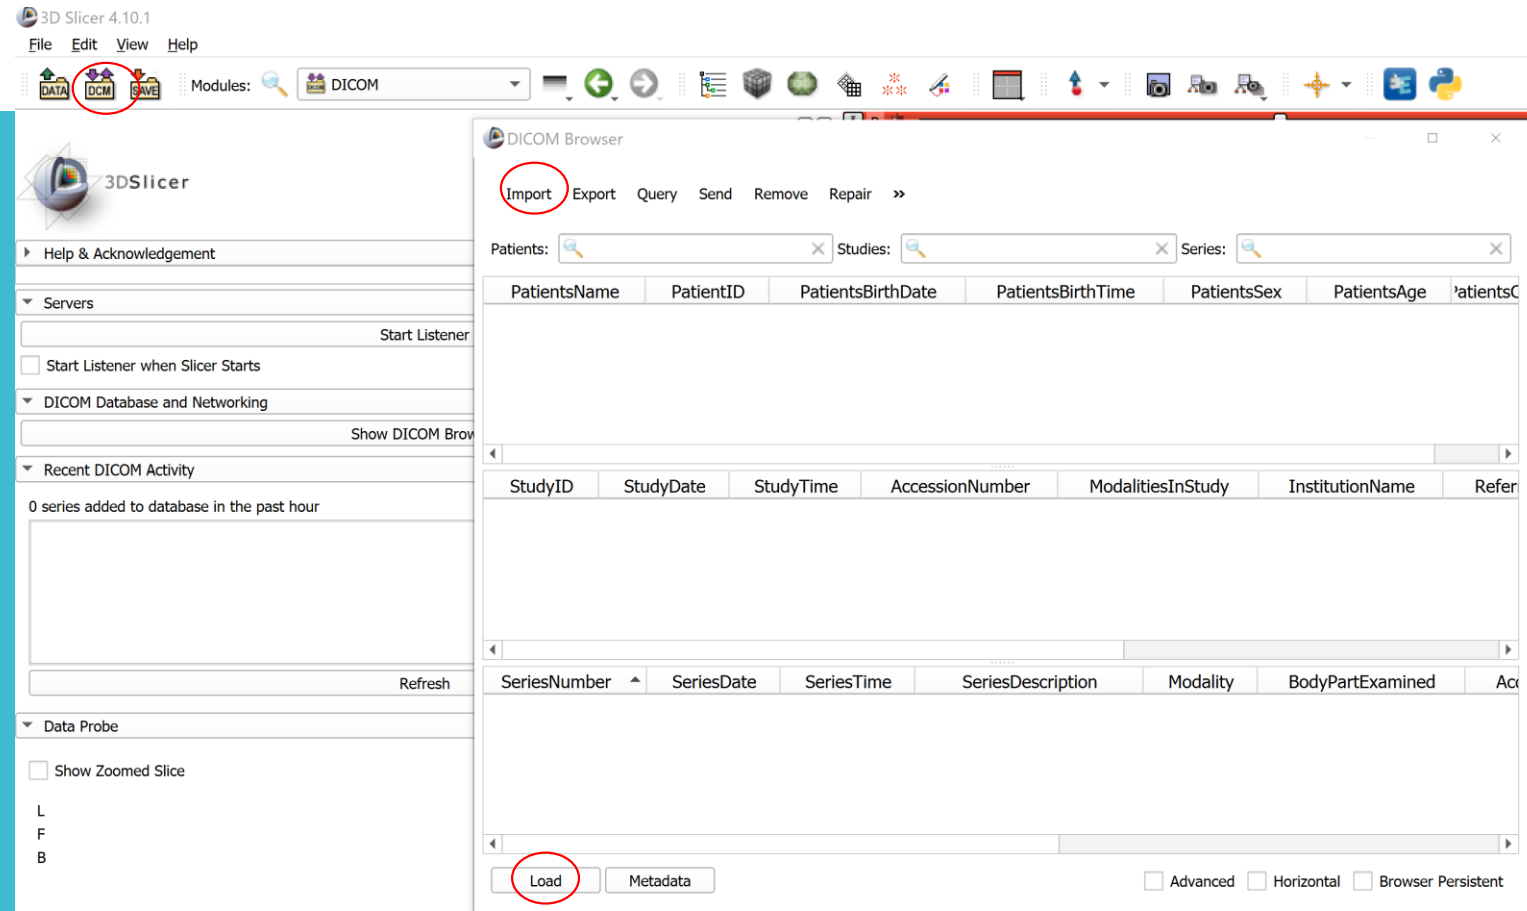 3D Slicer 4.10.1
File Edit View Help
DATA DCM SAVE Modules: DICOM
DICOM Browser
3DSlicer
Import Export Query Send Remove Repair »
Help & Acknowledgement
Patients: Studies: Series:
PatientsName PatientID PatientsBirthDate PatientsBirthTime PatientsSex PatientsAge PatientsC
Servers
Start Listener
Start Listener when Slicer Starts
DICOM Database and Networking
Show DICOM Brow
Recent DICOM Activity
StudyID StudyDate StudyTime AccessionNumber ModalitiesInStudy InstitutionName Refer
0 series added to database in the past hour
Refresh
SeriesNumber SeriesDate SeriesTime SeriesDescription Modality BodyPartExamined Acc
Data Probe
Show Zoomed Slice
L
F
B
Load Metadata Advanced Horizontal Browser Persistent